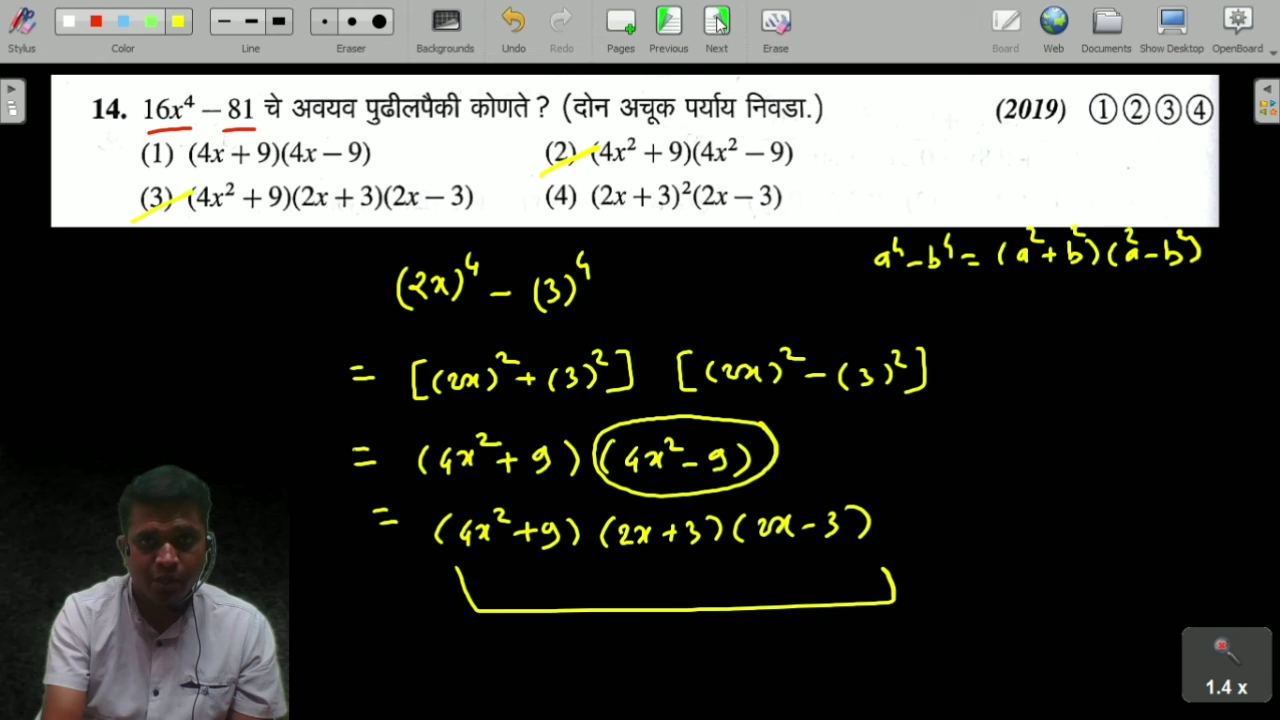 Stylus Color Line Eraser Backgrounds Undo Redo Pages Previous Next Erase Board Web Documents Show Desktop OpenBoard
14. 16x⁴ – 81 चे अवयव पुढीलपैकी कोणते ? (दोन अचूक पर्याय निवडा.) (2019) ① ② ③ ④
(1) (4x + 9)(4x – 9) (2) (4x² + 9)(4x² – 9)
(3) (4x² + 9)(2x + 3)(2x – 3) (4) (2x + 3)²(2x – 3)
a⁴ – b⁴ = (a² + b²)(a² – b²)
(2x)⁴ – (3)⁴
= [(2x)² + (3)²] [(2x)² – (3)²]
= (4x² + 9) (4x² – 9)
= (4x² + 9) (2x + 3) (2x – 3)
1.4 x